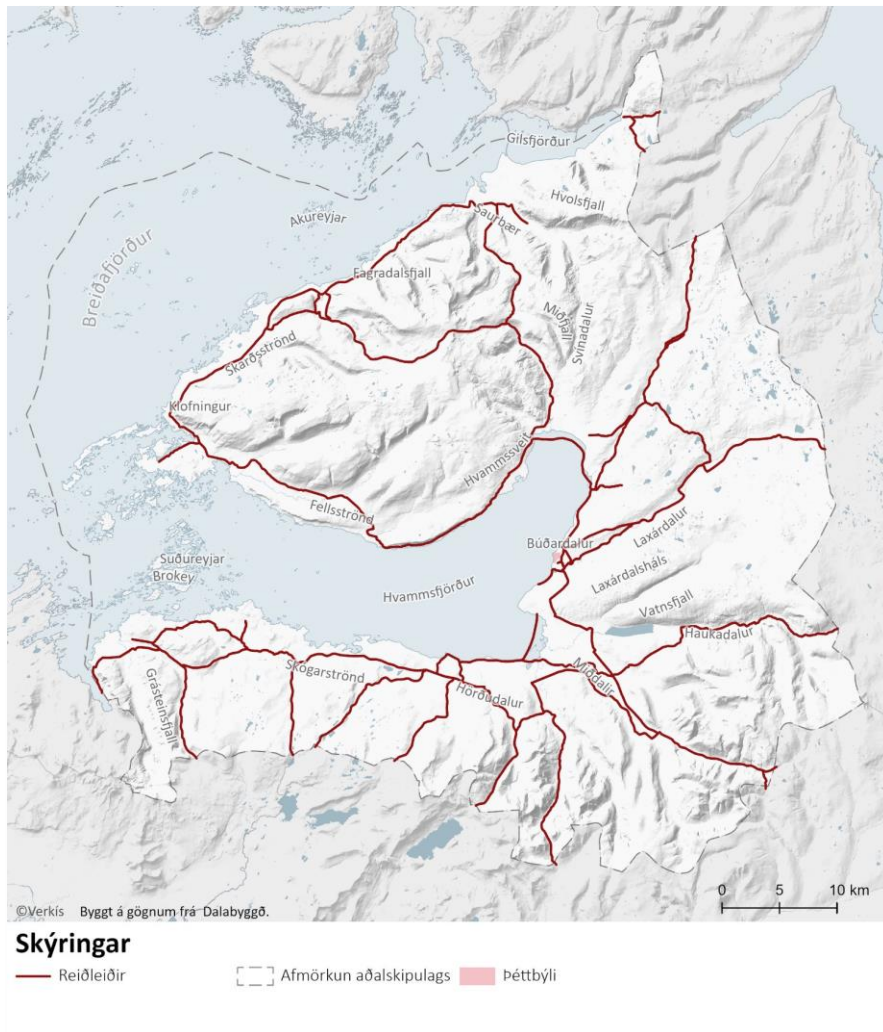 Gilsfjörður
Hvolsfjall
Saurbær
Akureyjar
Breiðafjörður
Fagradalsfjall
Miðfjall
Svínadalur
Skarðsströnd
Klofningur
Hvammssveit
Fellsströnd
Laxárdalur
Búðardalur
Suðureyjar
Brokey
Laxárdalsháls
Hvammsfjörður
Vatnsfjall
Haukadalur
Skógarströnd
Miðdalir
Grásteinsfjall
Hörðudalur
0 5 10 km
©Verkís Byggt á gögnum frá Dalabyggð.
Skýringar
Reiðleiðir Afmörkun aðalskipulags Þéttbýli